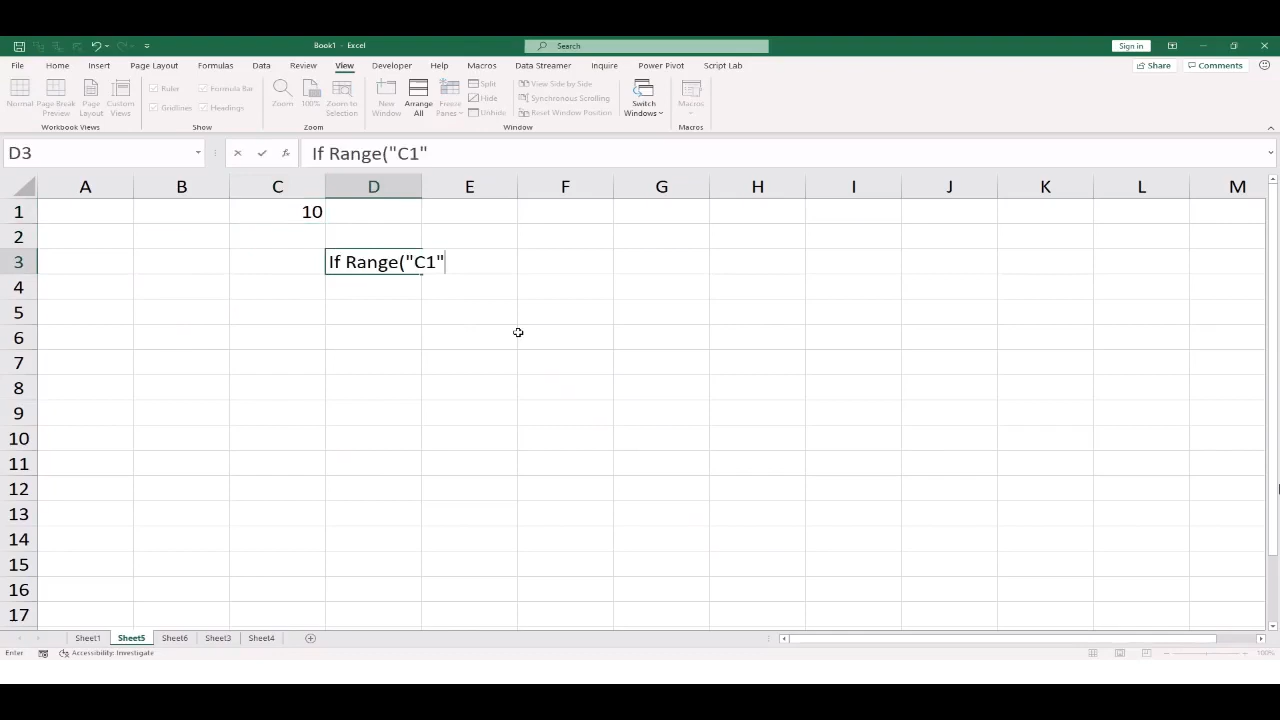 Book1 - Excel
Search
Sign in
File Home Insert Page Layout Formulas Data Review View Developer Help Macros Data Streamer Inquire Power Pivot Script Lab
Share Comments
Normal Page Break Preview Page Layout Custom Views
Ruler Formula Bar
Gridlines Headings
Zoom 100% Zoom to Selection
New Window Arrange All Freeze Panes
Split
Hide
Unhide
View Side by Side
Synchronous Scrolling
Reset Window Position
Switch Windows
Macros
Workbook Views Show Zoom Window Macros
D3 fx If Range("C1"
A B C D E F G H I J K L M
1 10
2
3 If Range("C1"
4
5
6
7
8
9
10
11
12
13
14
15
16
17
Sheet1 Sheet5 Sheet6 Sheet3 Sheet4
Enter Accessibility: Investigate 100%